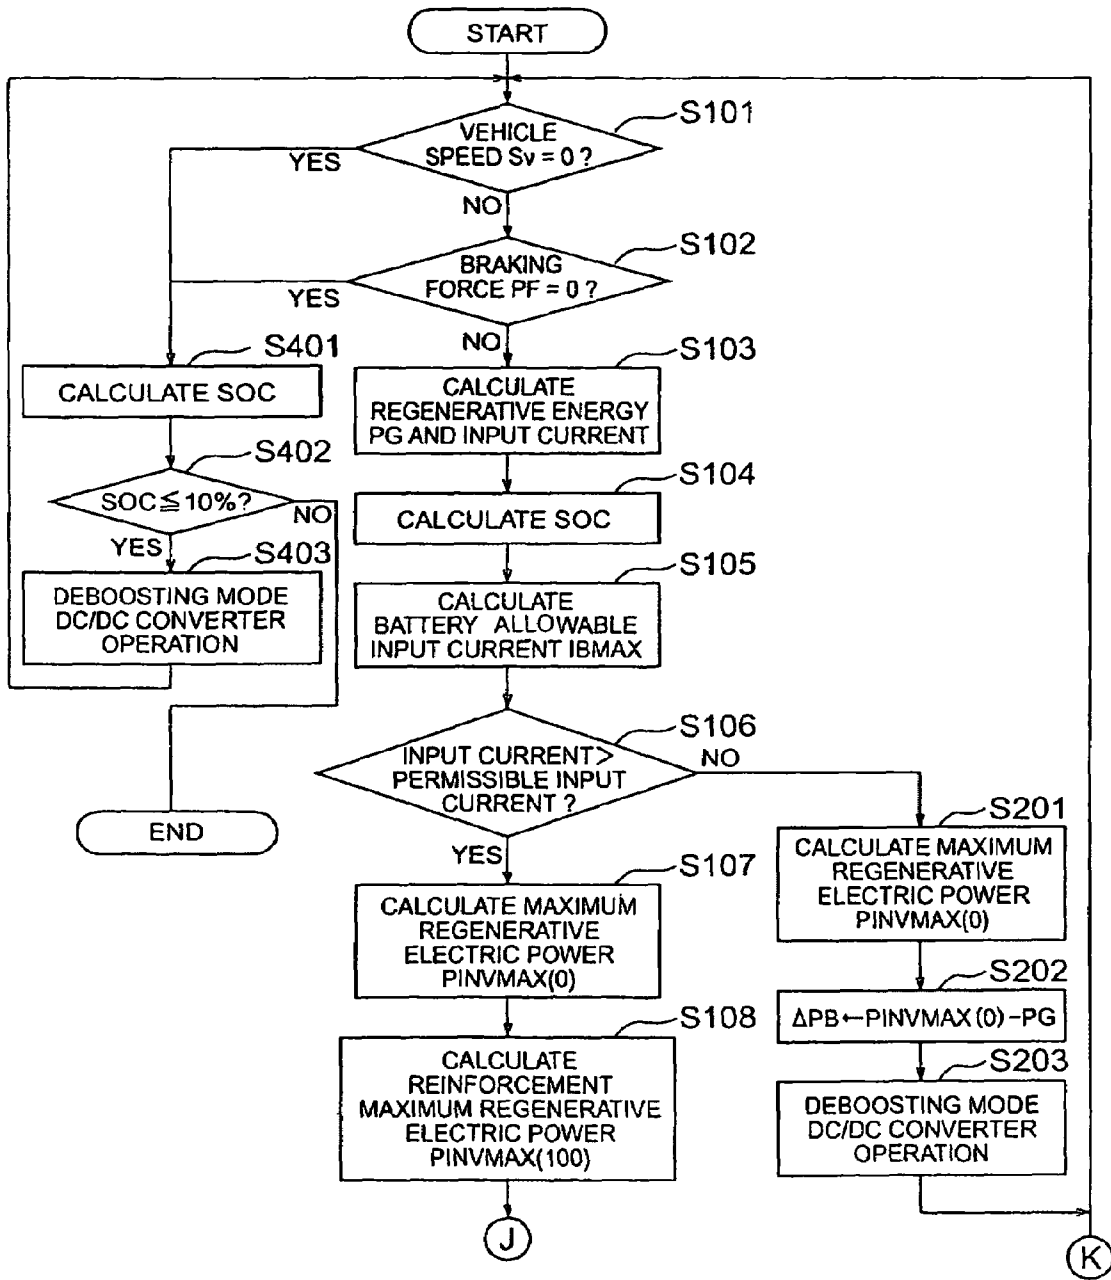 START
S101
VEHICLE
SPEED Sv = 0 ?
YES
NO
S102
BRAKING
FORCE PF = 0 ?
YES
NO
S401
CALCULATE SOC
S402
SOC ≦ 10%?
NO
YES
S403
DEBOOSTING MODE
DC/DC CONVERTER
OPERATION
END
S103
CALCULATE
REGENERATIVE ENERGY
PG AND INPUT CURRENT
S104
CALCULATE SOC
S105
CALCULATE
BATTERY ALLOWABLE
INPUT CURRENT IBMAX
S106
INPUT CURRENT >
PERMISSIBLE INPUT
CURRENT ?
NO
YES
S107
CALCULATE MAXIMUM
REGENERATIVE
ELECTRIC POWER
PINVMAX(0)
S108
CALCULATE
REINFORCEMENT
MAXIMUM REGENERATIVE
ELECTRIC POWER
PINVMAX(100)
J
S201
CALCULATE MAXIMUM
REGENERATIVE
ELECTRIC POWER
PINVMAX(0)
S202
ΔPB←PINVMAX(0)-PG
S203
DEBOOSTING MODE
DC/DC CONVERTER
OPERATION
K